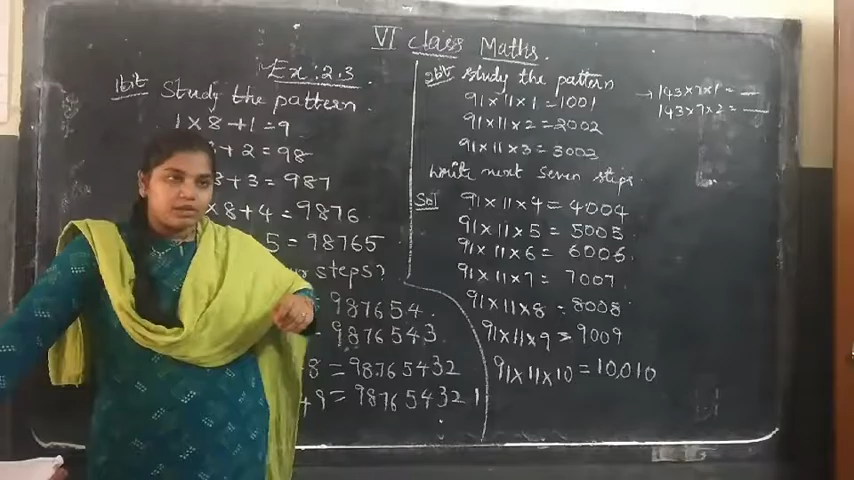 VI class Maths.
Ex: 2.3
1bit Study the pattern.
1 x 8 + 1 = 9
+ 2 = 98
+ 3 = 987
x 8 + 4 = 9876
5 = 98765
steps?
987654.
9876543
8 = 98765432
+ 9 = 987654321
2bit study the pattern
91 x 11 x 1 = 1001
91 x 11 x 2 = 2002
91 x 11 x 3 = 3003
write next seven steps.
Sol
91 x 11 x 4 = 4004
91 x 11 x 5 = 5005
91 x 11 x 6 = 6006
91 x 11 x 7 = 7007
91 x 11 x 8 = 8008
91 x 11 x 9 = 9009
91 x 11 x 10 = 10,010
→ 143 x 7 x 1 = __
143 x 7 x 2 = __